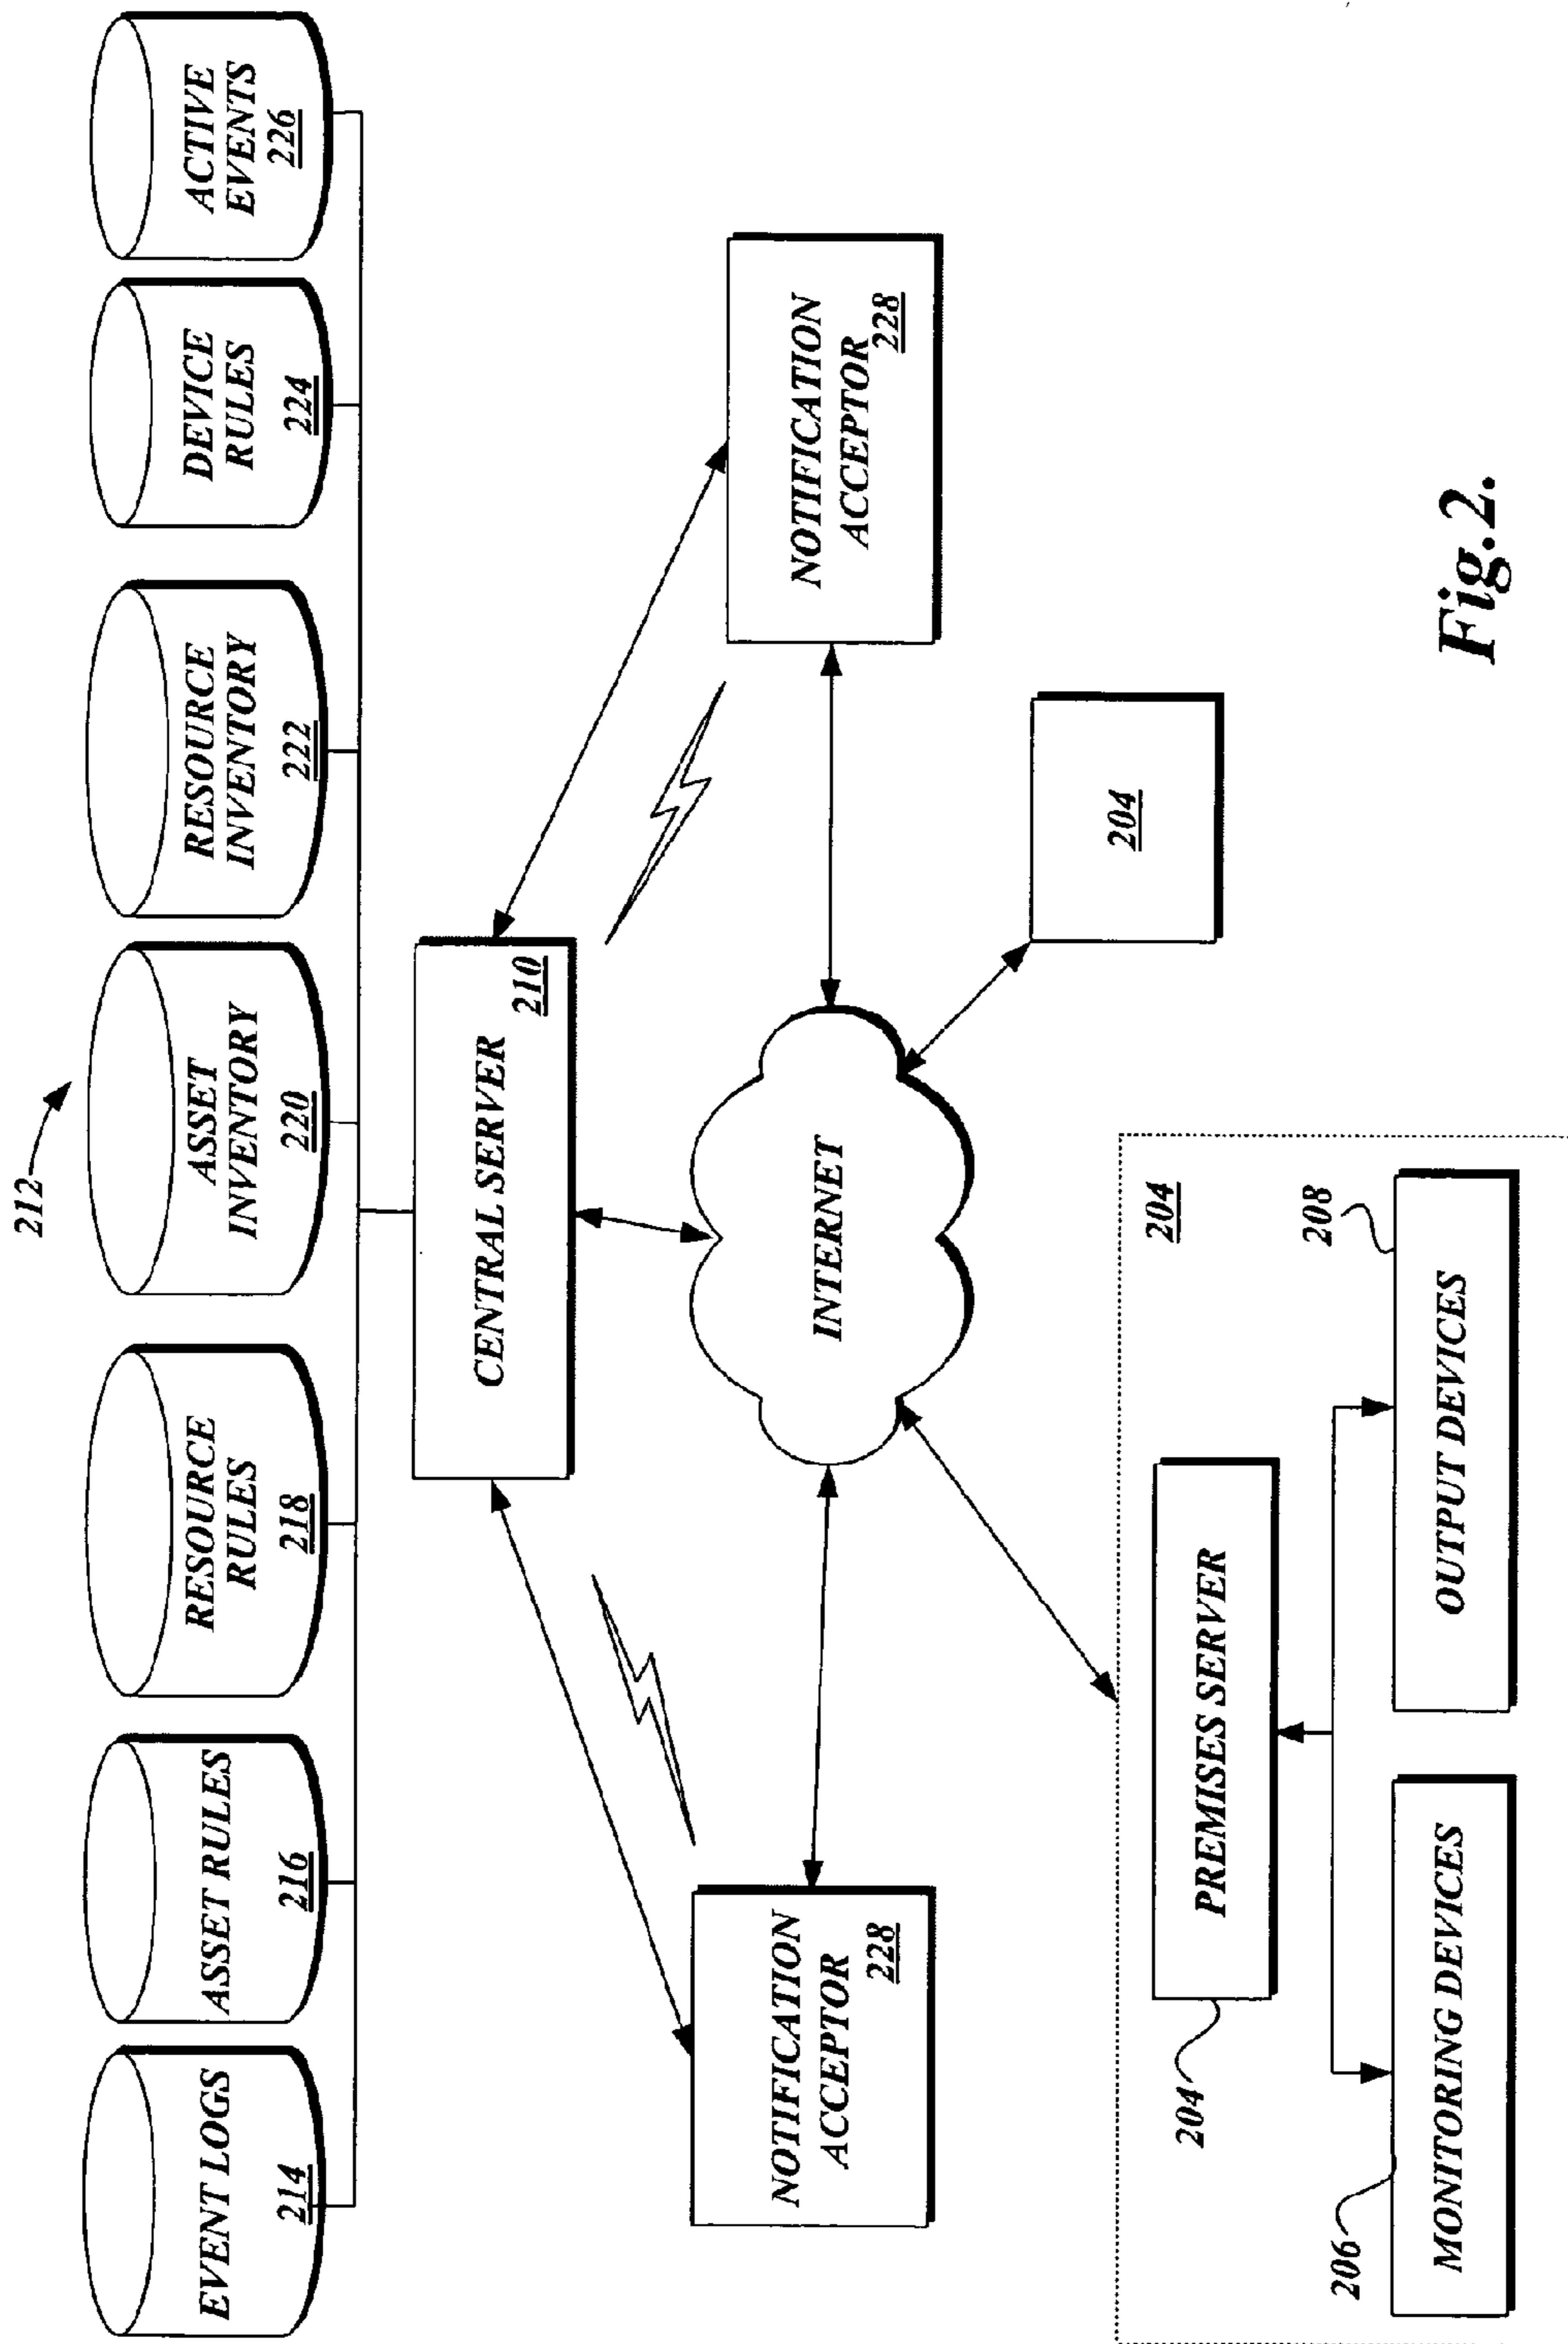 212
EVENT LOGS
214
ASSET RULES
216
RESOURCE
RULES
218
ASSET
INVENTORY
220
RESOURCE
INVENTORY
222
DEVICE
RULES
224
ACTIVE
EVENTS
226
CENTRAL SERVER
210
NOTIFICATION
ACCEPTOR
228
INTERNET
NOTIFICATION
ACCEPTOR
228
204
204
PREMISES SERVER
204
206
MONITORING DEVICES
208
OUTPUT DEVICES
Fig.2.